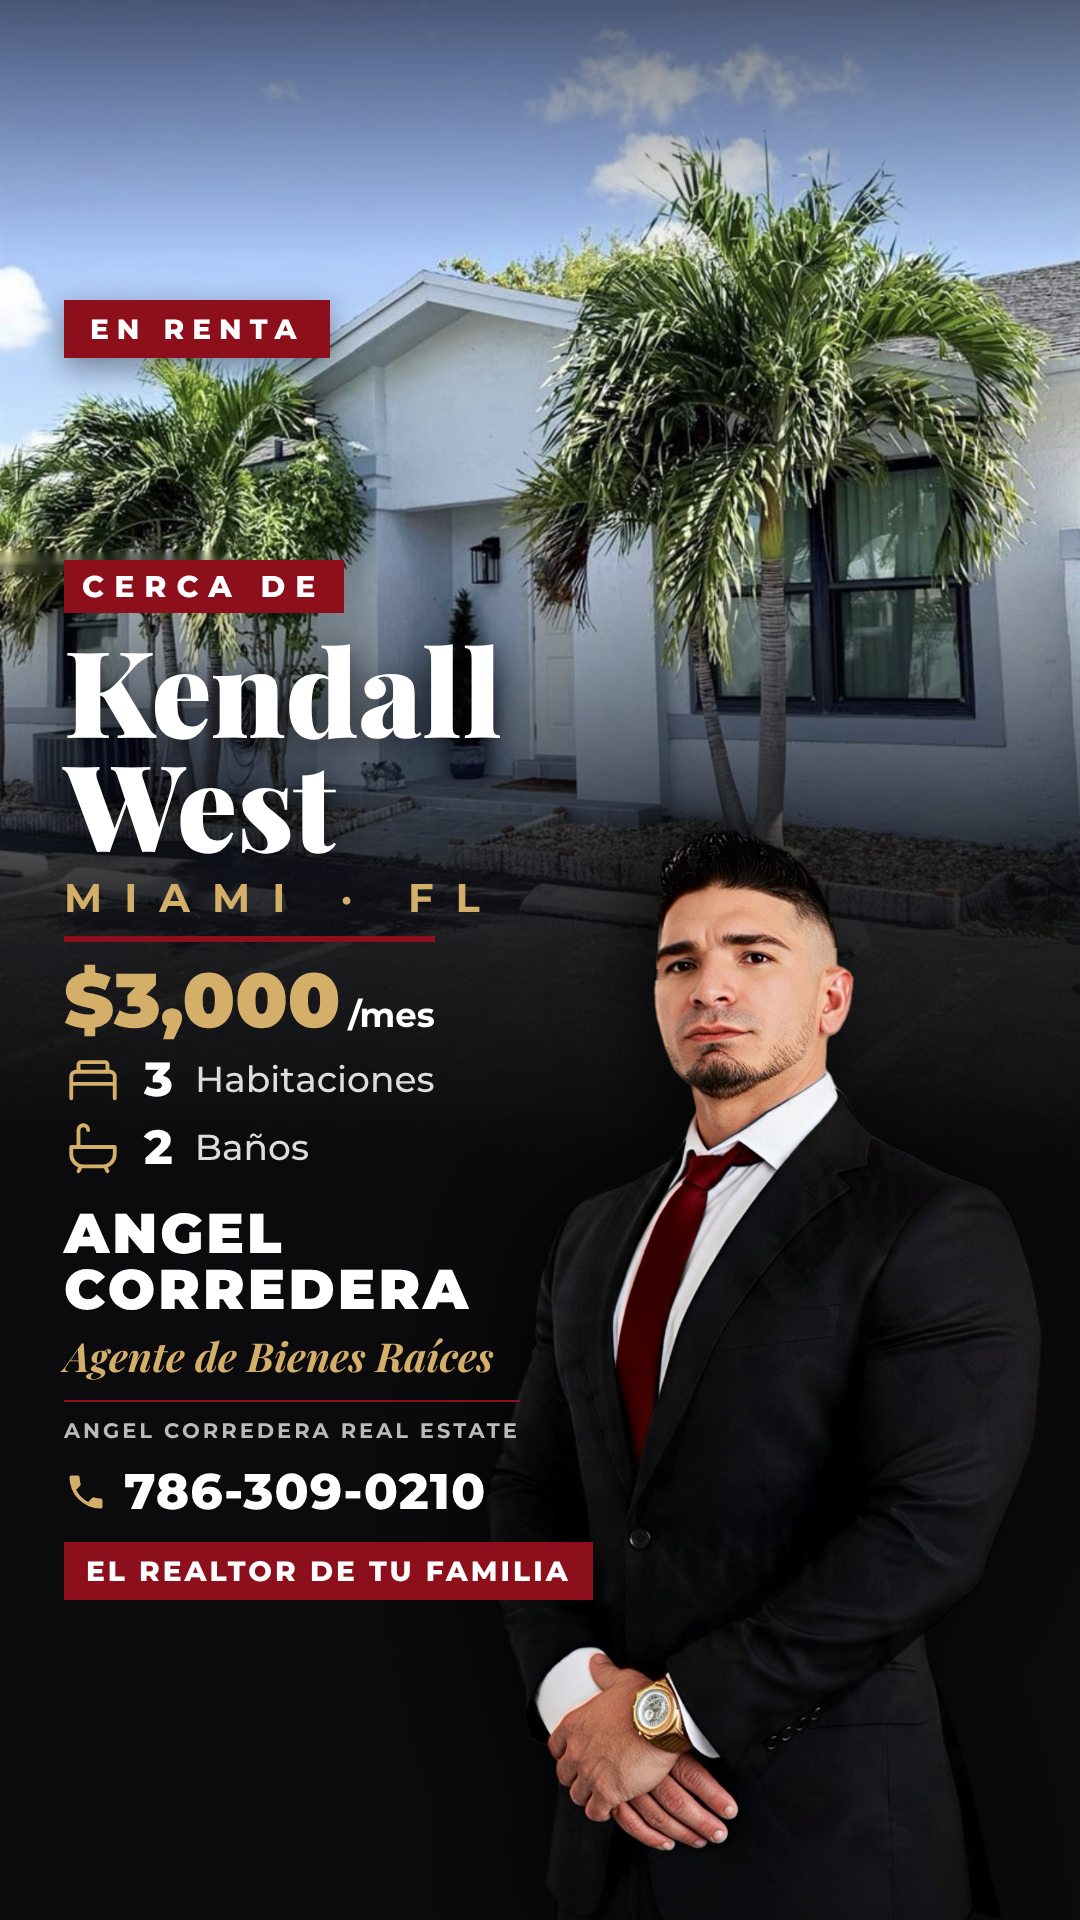 EN RENTA
CERCA DE
Kendall
West
MIAMI · FL
$3,000 /mes
3 Habitaciones
2 Baños
ANGEL
CORREDERA
Agente de Bienes Raíces
ANGEL CORREDERA REAL ESTATE
786-309-0210
EL REALTOR DE TU FAMILIA